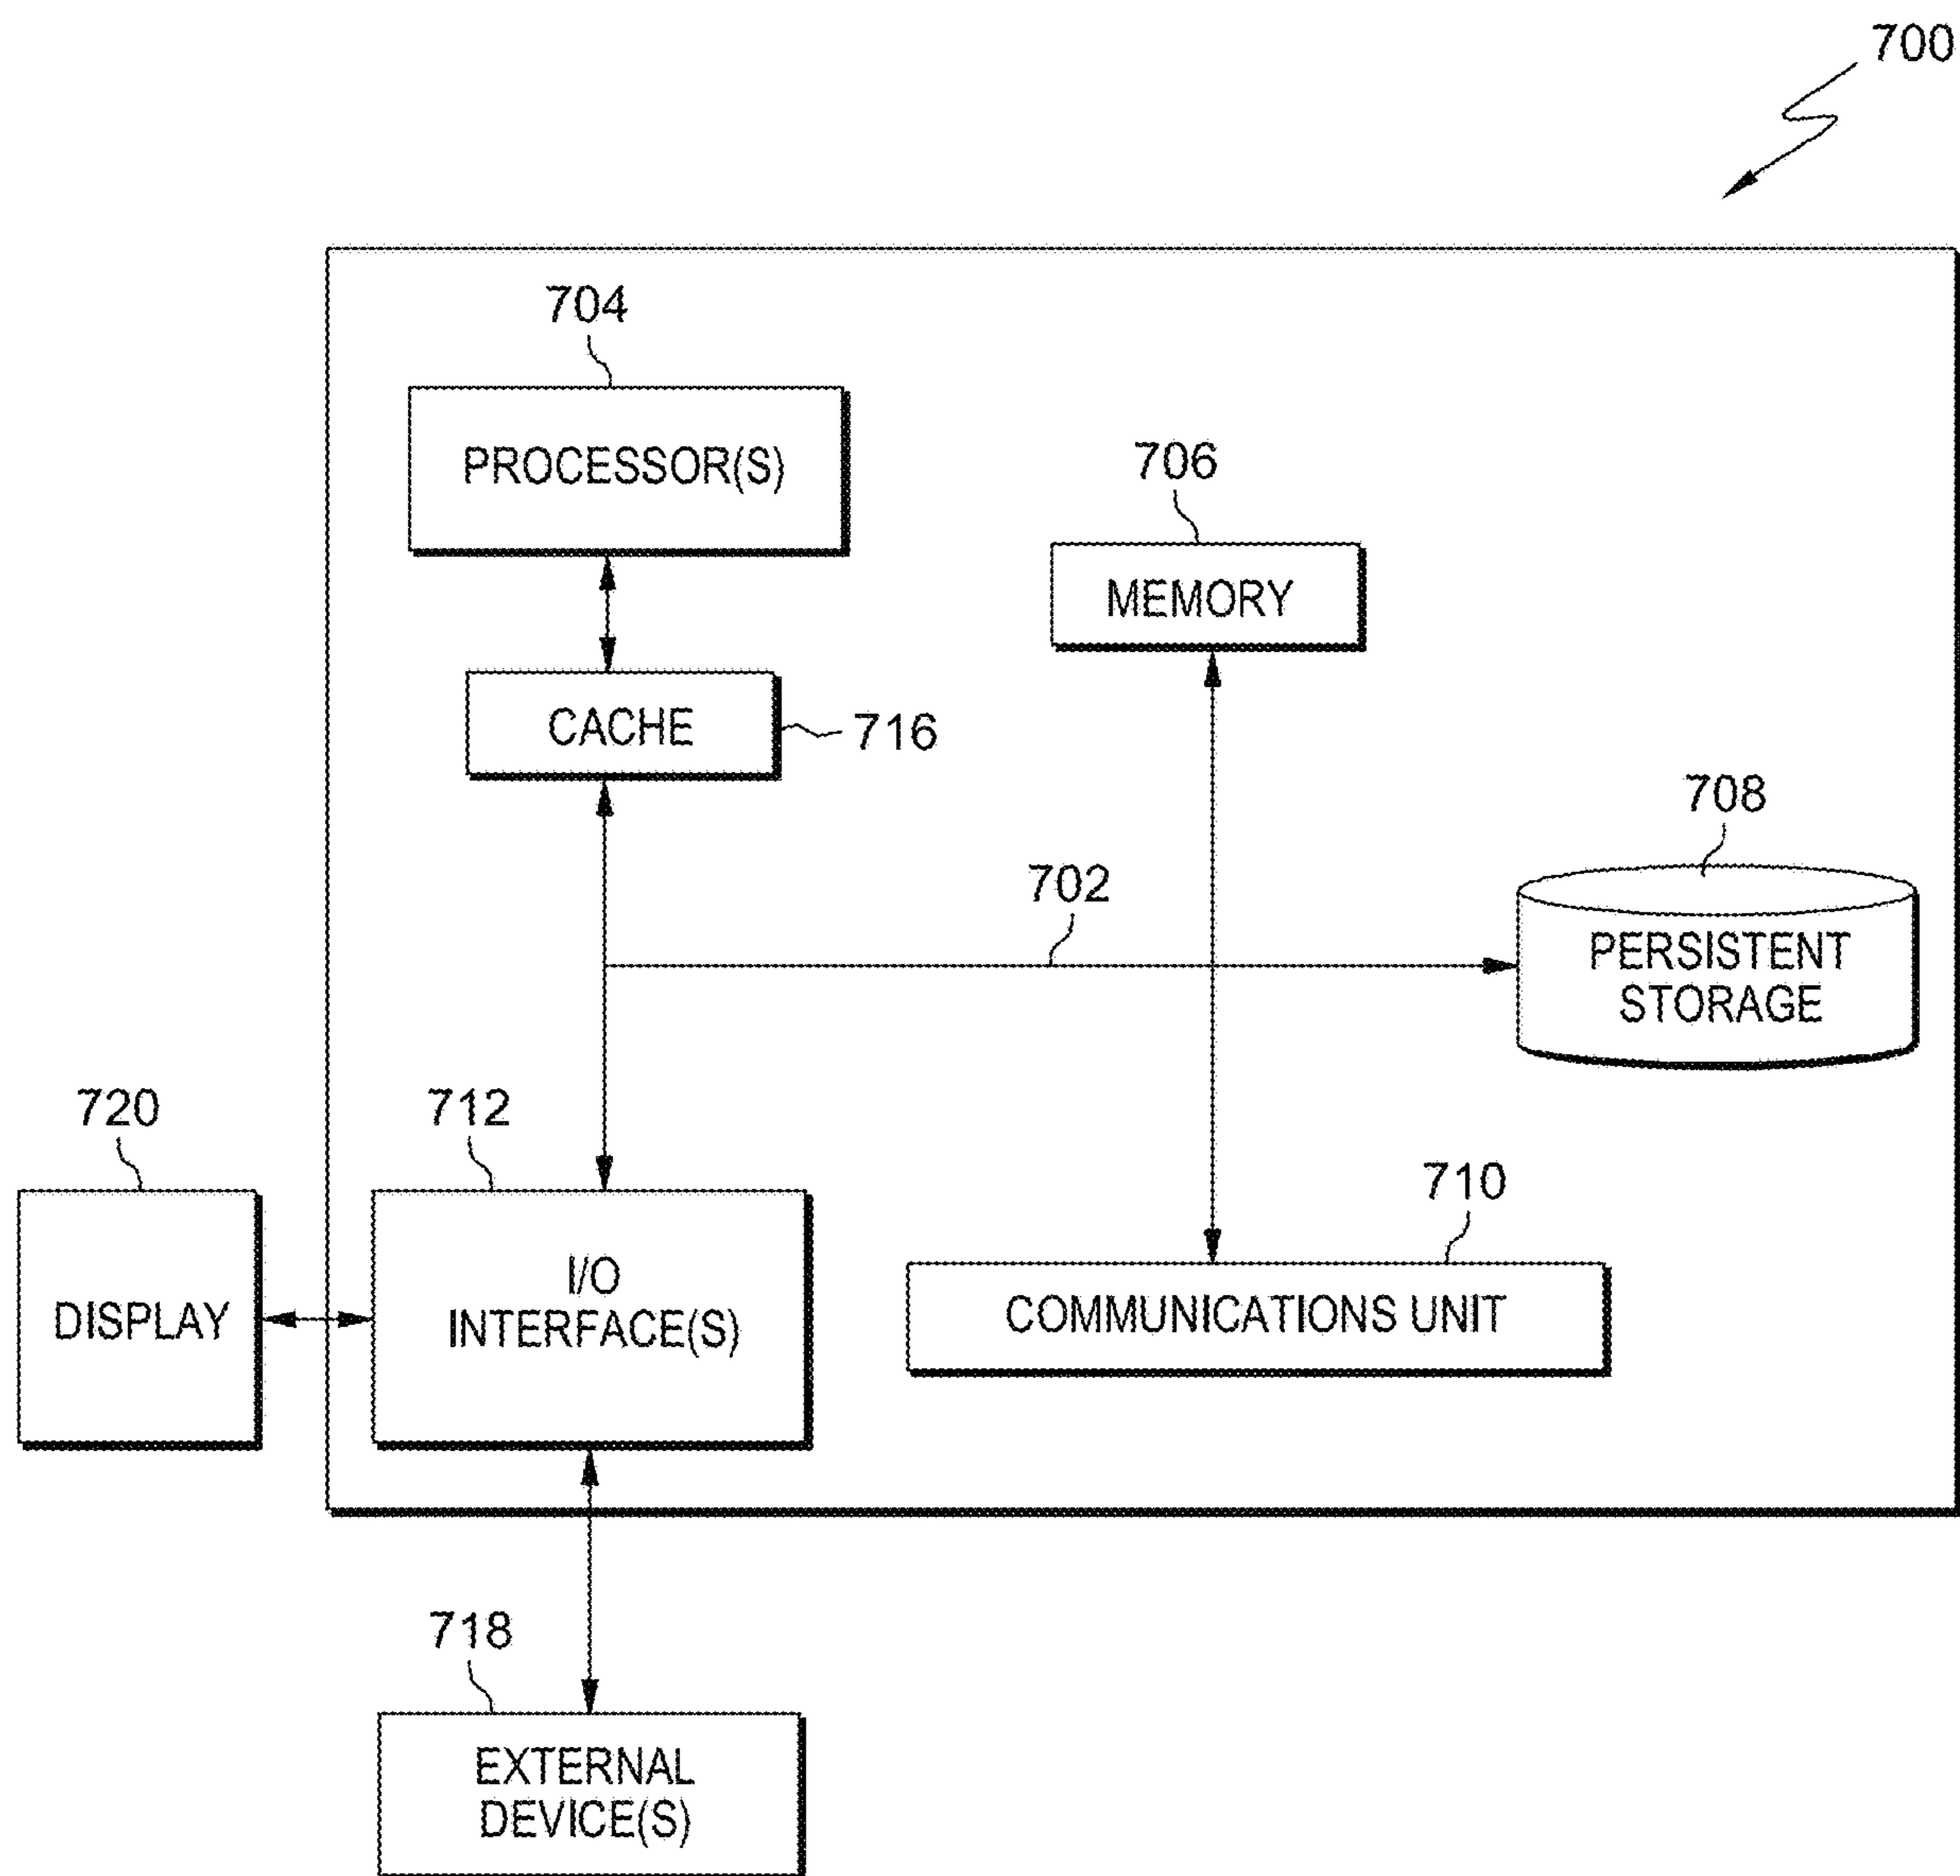 700
704
PROCESSOR(S)
706
MEMORY
CACHE
716
708
702
PERSISTENT
STORAGE
720
712
710
I/O
INTERFACE(S)
DISPLAY
COMMUNICATIONS UNIT
718
EXTERNAL
DEVICE(S)